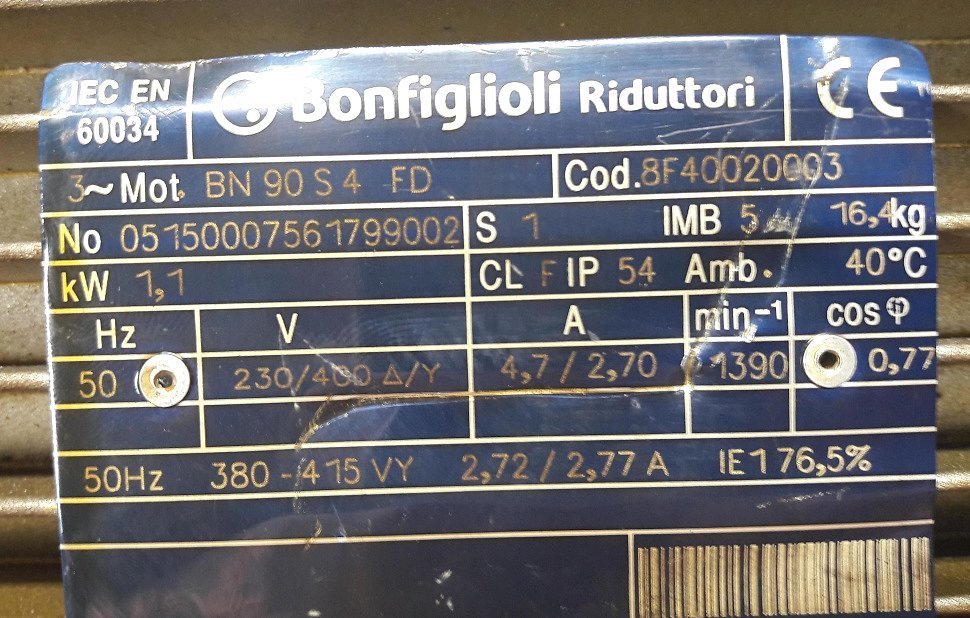 IEC EN
60034
Bonfiglioli Riduttori
CE
3~ Mot. BN 90 S 4 FD
Cod. 8F40020003
No 05150007561799002
S 1 IMB 5 16,4kg
kW 1,1
CL F IP 54 Amb. 40°C
Hz V A min-1 cos φ
50 230/400 Δ/Y 4,7 / 2,70 1390 0,77
50Hz 380 - 415 VY 2,72 / 2,77 A IE1 76,5%